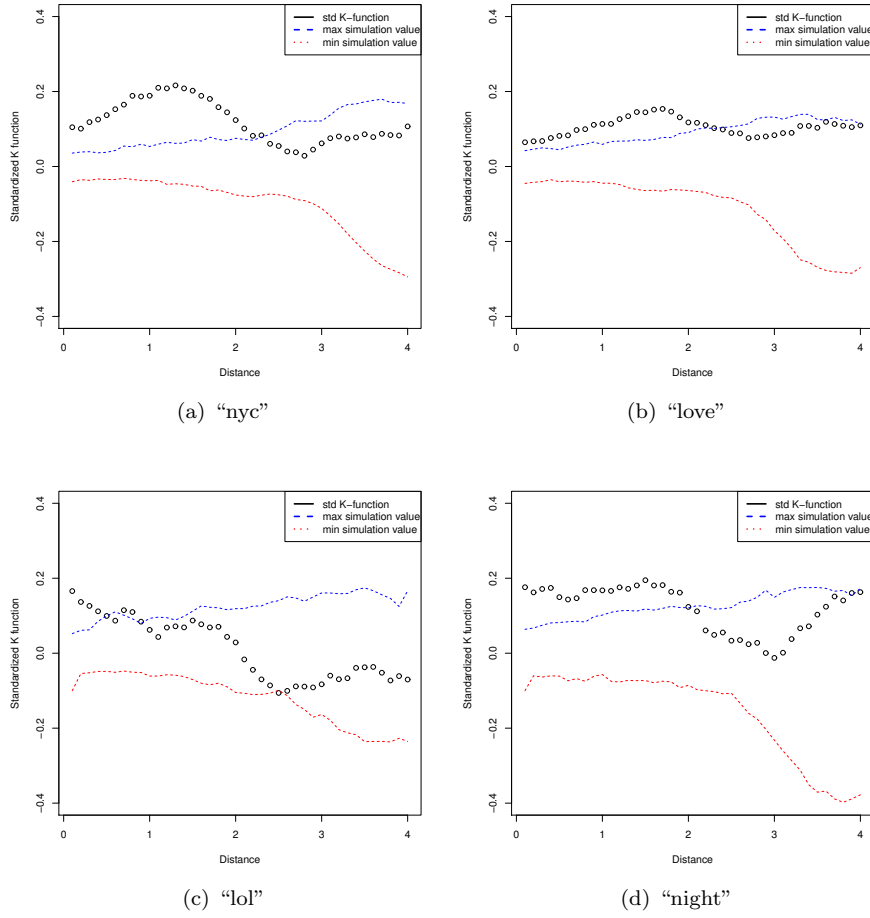 std K−function
max simulation value
min simulation value
0.4
0.2
0.0
−0.2
−0.4
Standardized K function
0 1 2 3 4
Distance
(a) “nyc”
std K−function
max simulation value
min simulation value
0.4
0.2
0.0
−0.2
−0.4
Standardized K function
0 1 2 3 4
Distance
(b) “love”
std K−function
max simulation value
min simulation value
0.4
0.2
0.0
−0.2
−0.4
Standardized K function
0 1 2 3 4
Distance
(c) “lol”
std K−function
max simulation value
min simulation value
0.4
0.2
0.0
−0.2
−0.4
Standardized K function
0 1 2 3 4
Distance
(d) “night”